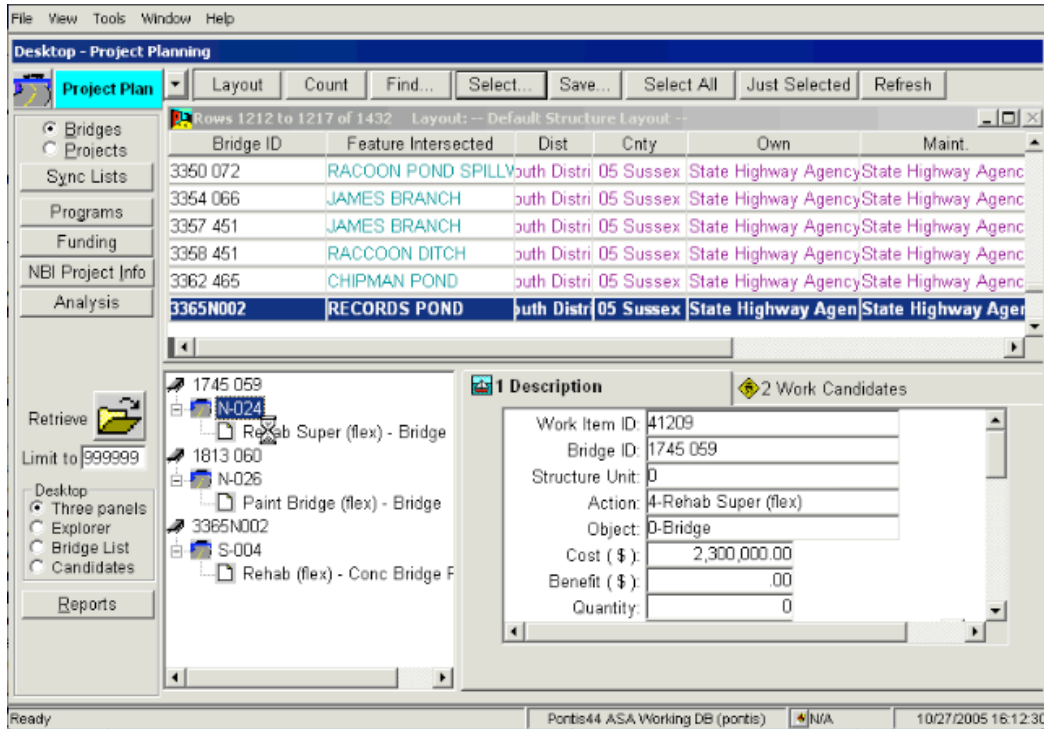 File View Tools Window Help
Desktop - Project Planning
Project Plan Layout Count Find... Select... Save... Select All Just Selected Refresh
Bridges
Projects
Sync Lists
Programs
Funding
NBI Project Info
Analysis
Retrieve
Limit to 999999
Desktop
Three panels
Explorer
Bridge List
Candidates
Reports
Rows 1212 to 1217 of 1432 Layout: -- Default Structure Layout --
Bridge ID Feature Intersected Dist Cnty Own Maint.
3350 072 RACOON POND SPILLW outh Distri 05 Sussex State Highway Agency State Highway Agenc
3354 066 JAMES BRANCH outh Distri 05 Sussex State Highway Agency State Highway Agenc
3357 451 JAMES BRANCH outh Distri 05 Sussex State Highway Agency State Highway Agenc
3358 451 RACCOON DITCH outh Distri 05 Sussex State Highway Agency State Highway Agenc
3362 465 CHIPMAN POND outh Distri 05 Sussex State Highway Agency State Highway Agenc
3365N002 RECORDS POND outh Distri 05 Sussex State Highway Agen State Highway Ager
1745 059
N-024
Rehab Super (flex) - Bridge
1813 060
N-026
Paint Bridge (flex) - Bridge
3365N002
S-004
Rehab (flex) - Conc Bridge F
1 Description 2 Work Candidates
Work Item ID: 41209
Bridge ID: 1745 059
Structure Unit: 0
Action: 4-Rehab Super (flex)
Object: 0-Bridge
Cost ( $ ): 2,300,000.00
Benefit ( $ ): .00
Quantity: 0
Ready Pontis44 ASA Working DB (pontis) N/A 10/27/2005 16:12:30